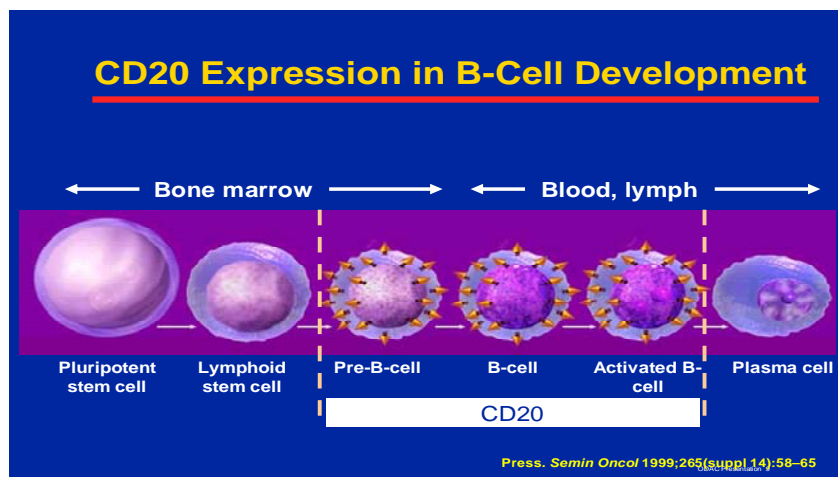 CD20 Expression in B-Cell Development
Bone marrow
Blood, lymph
Pluripotent
stem cell
Lymphoid
stem cell
Pre-B-cell
B-cell
Activated B-
cell
Plasma cell
CD20
Press. Semin Oncol 1999;265(suppl 14):58–65
Presentation